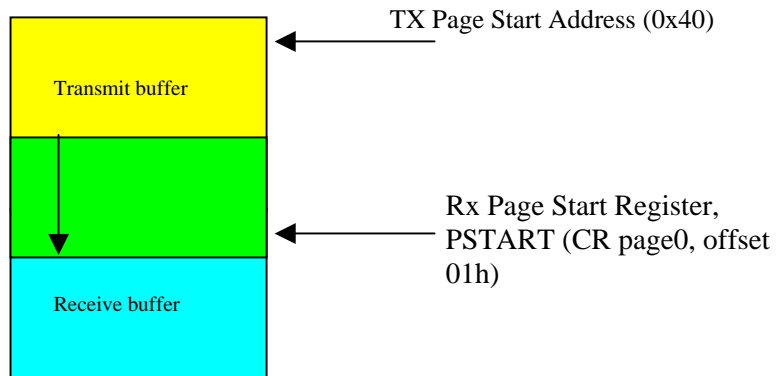 TX Page Start Address (0x40)
Transmit buffer
Rx Page Start Register,
PSTART (CR page0, offset
01h)
Receive buffer